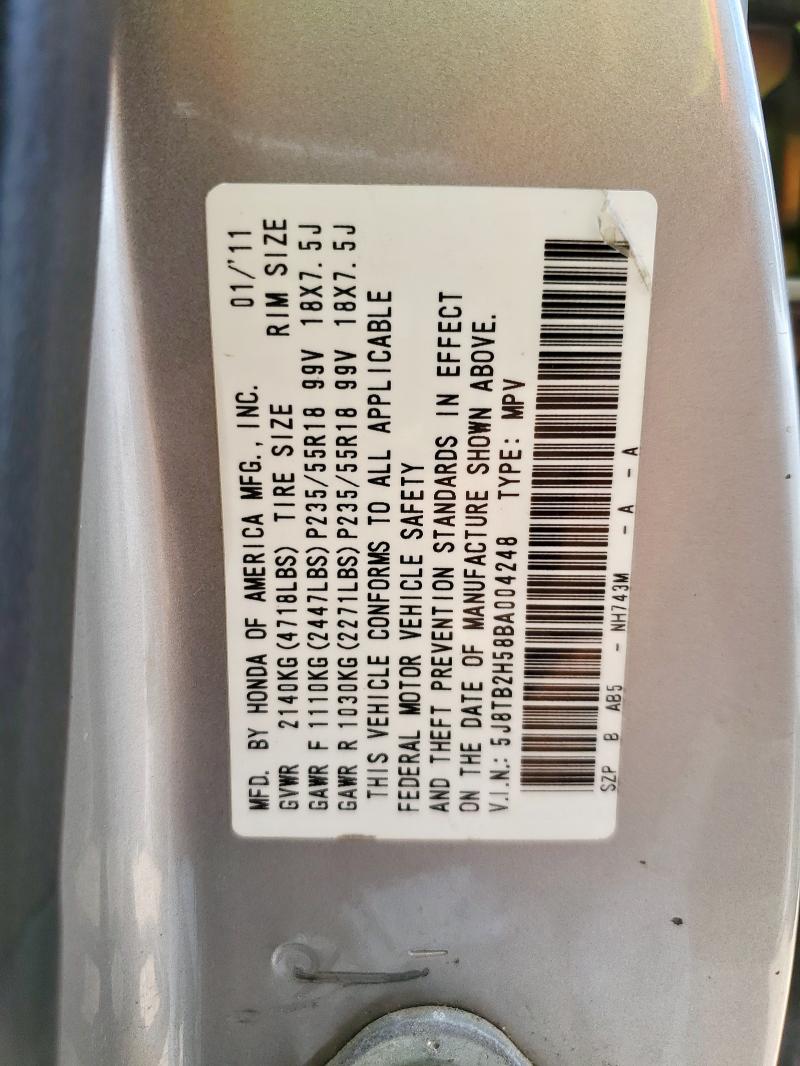 MFD. BY HONDA OF AMERICA MFG., INC. 01/'11
GVWR 2140KG(4718LBS) TIRE SIZE RIM SIZE
GAWR F 1110KG(2447LBS)P235/55R18 99V 18X7.5J
GAWR R 1030KG(2271LBS)P235/55R18 99V 18X7.5J
THIS VEHICLE CONFORMS TO ALL APPLICABLE
FEDERAL MOTOR VEHICLE SAFETY
AND THEFT PREVENTION STANDARDS IN EFFECT
ON THE DATE OF MANUFACTURE SHOWN ABOVE.
V.I.N.: 5J8TB2H58BA004248 TYPE: MPV
SZP B AB5 - NH743M - A - A